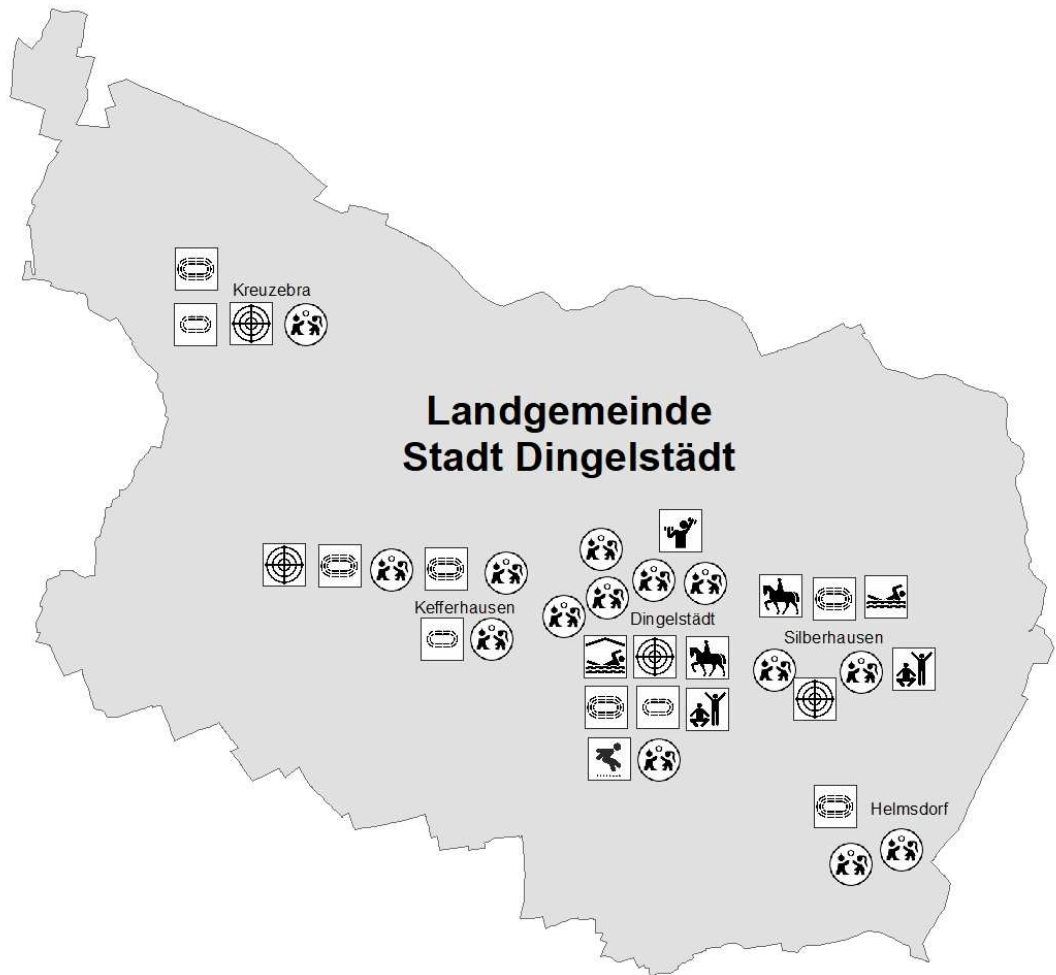 Kreuzebra
Landgemeinde
Stadt Dingelstädt
Kefferhausen
Dingelstädt
Silberhausen
Helmsdorf